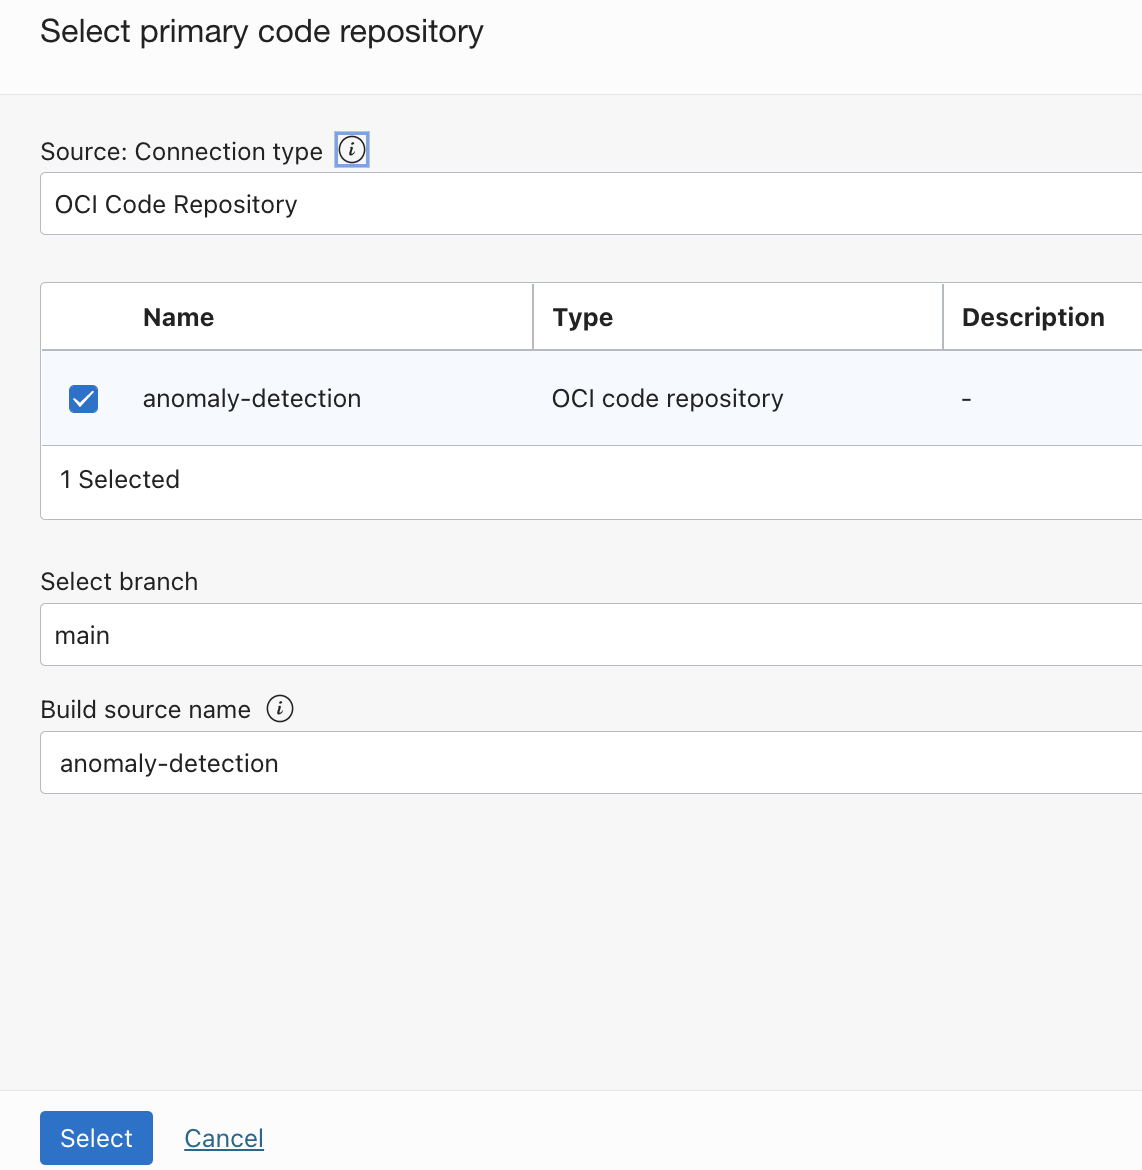 Select primary code repository
Source: Connection type i
OCI Code Repository
Name Type Description
anomaly-detection OCI code repository -
1 Selected
Select branch
main
Build source name i
anomaly-detection
Select Cancel